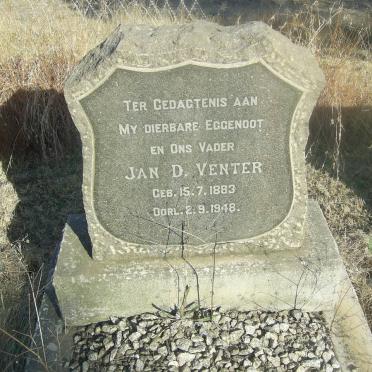 TER GEDAGTENIS AAN
MY DIERBARE EGGENOOT
EN ONS VADER
JAN D. VENTER
GEB. 15.7.1883
OORL. 2.9.1948.